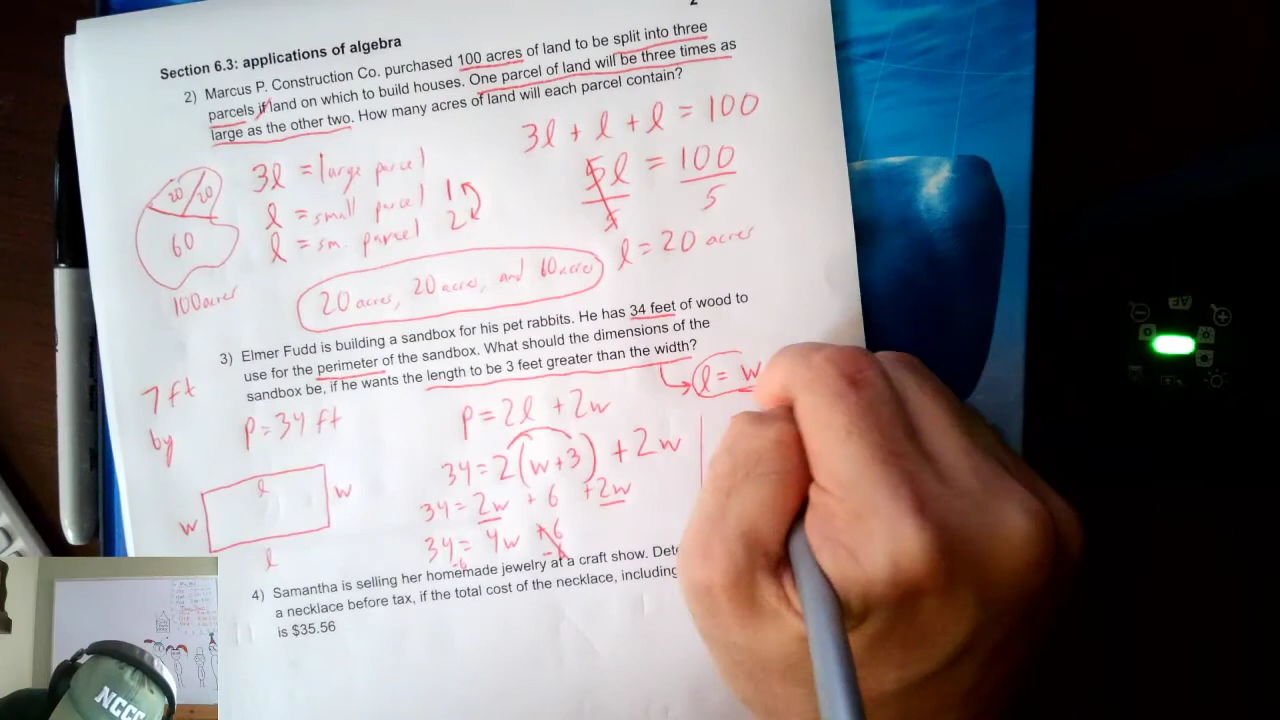 2
Section 6.3: applications of algebra
2) Marcus P. Construction Co. purchased 100 acres of land to be split into three
parcels if land on which to build houses. One parcel of land will be three times as
large as the other two. How many acres of land will each parcel contain?
3l + l + l = 100
5l = 100
5 5
l = 20 acres
3l = large parcel
l = small parcel 1
l = sm. parcel 2
20 20
60
100 acres
20 acres, 20 acres, and 60 acres
3) Elmer Fudd is building a sandbox for his pet rabbits. He has 34 feet of wood to
use for the perimeter of the sandbox. What should the dimensions of the
sandbox be, if he wants the length to be 3 feet greater than the width?
l = w
7 ft
by
P = 34 ft
P = 2l + 2w
34 = 2(w+3) + 2w
34 = 2w + 6 + 2w
34 = 4w + 6
-6 -6
l
w w
l
4) Samantha is selling her homemade jewelry at a craft show.
a necklace before tax, if the total cost of the necklace, including
is $35.56
NCCC